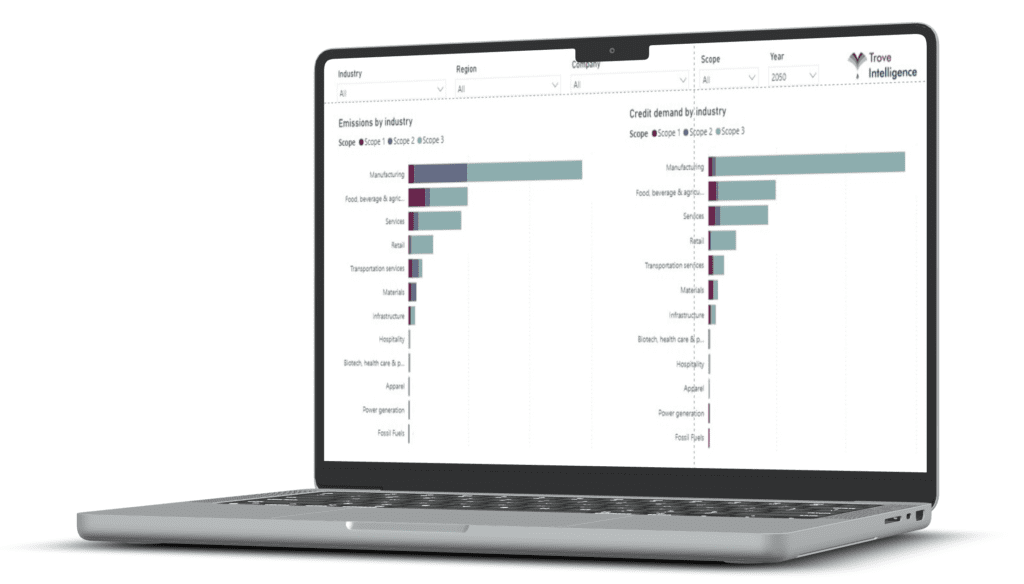 Industry
All
Region
All
Company
All
Scope
All
Year
2050
Trove
Intelligence
Emissions by industry
Scope Scope 1 Scope 2 Scope 3
Manufacturing
Food, beverage & agric...
Services
Retail
Transportation services
Materials
Infrastructure
Hospitality
Biotech, health care & p...
Apparel
Power generation
Fossil Fuels
Credit demand by industry
Scope Scope 1 Scope 2 Scope 3
Manufacturing
Food, beverage & agricu...
Services
Retail
Transportation services
Materials
Infrastructure
Biotech, health care & p...
Hospitality
Apparel
Power generation
Fossil Fuels